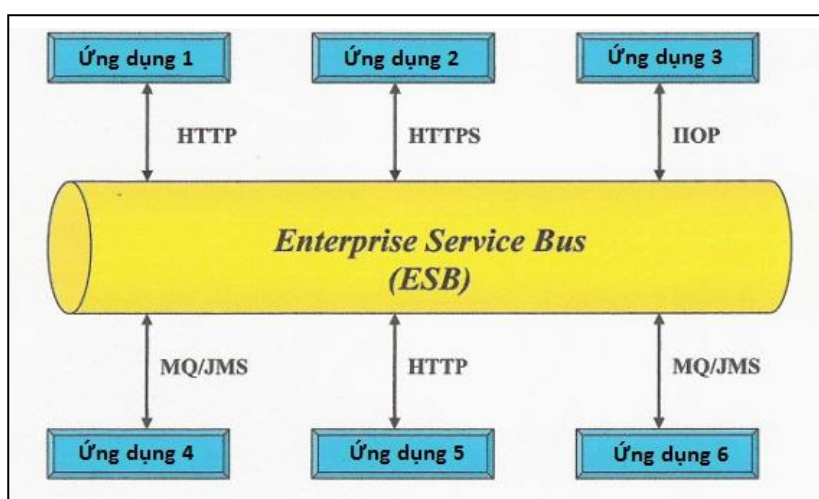 Ứng dụng 1
Ứng dụng 2
Ứng dụng 3
HTTP
HTTPS
IIOP
Enterprise Service Bus
(ESB)
MQ/JMS
HTTP
MQ/JMS
Ứng dụng 4
Ứng dụng 5
Ứng dụng 6